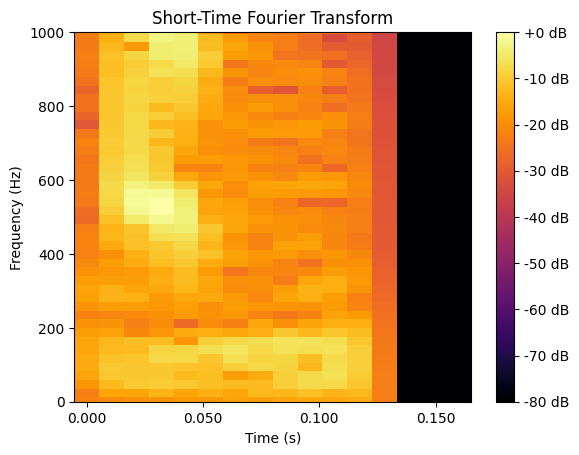 Short-Time Fourier Transform
Frequency (Hz)
1000
800
600
400
200
0
0.000
0.050
0.100
0.150
Time (s)
+0 dB
-10 dB
-20 dB
-30 dB
-40 dB
-50 dB
-60 dB
-70 dB
-80 dB